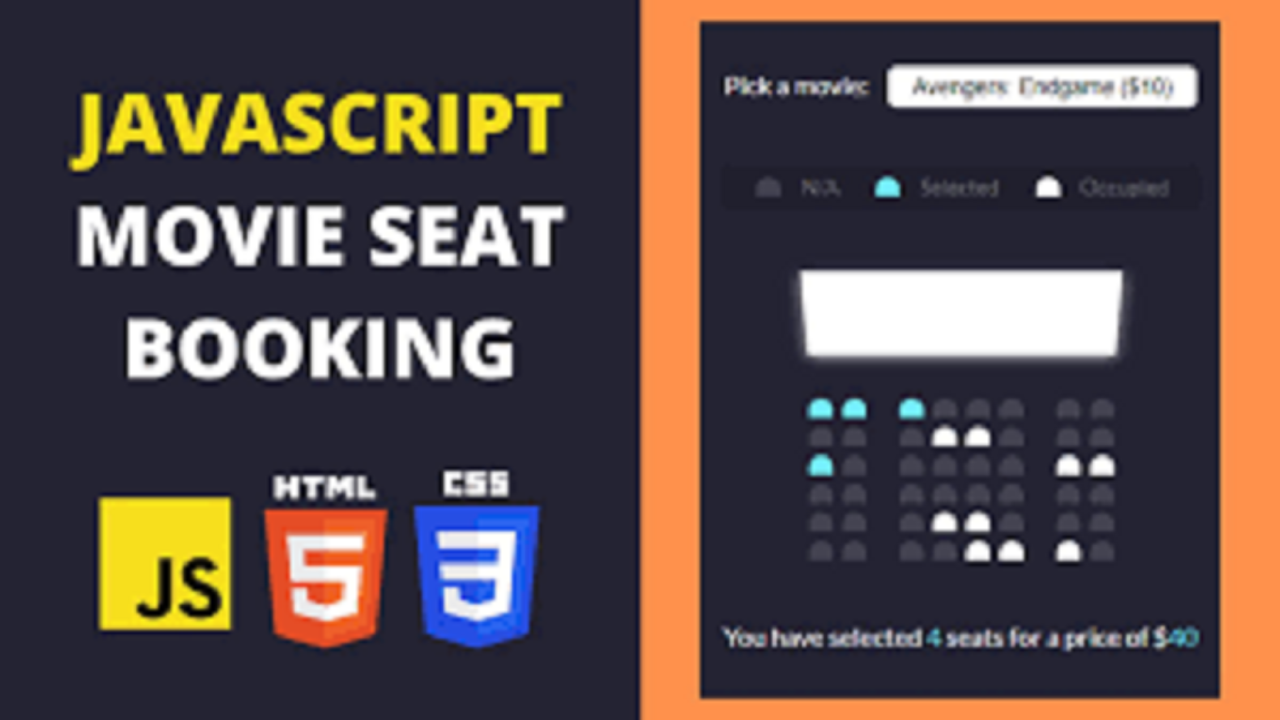 JAVASCRIPT
MOVIE SEAT
BOOKING
JS
HTML
5
CSS
3
Pick a movie: Avengers: Endgame ($10)
N/A Selected Occupied
You have selected 4 seats for a price of $40